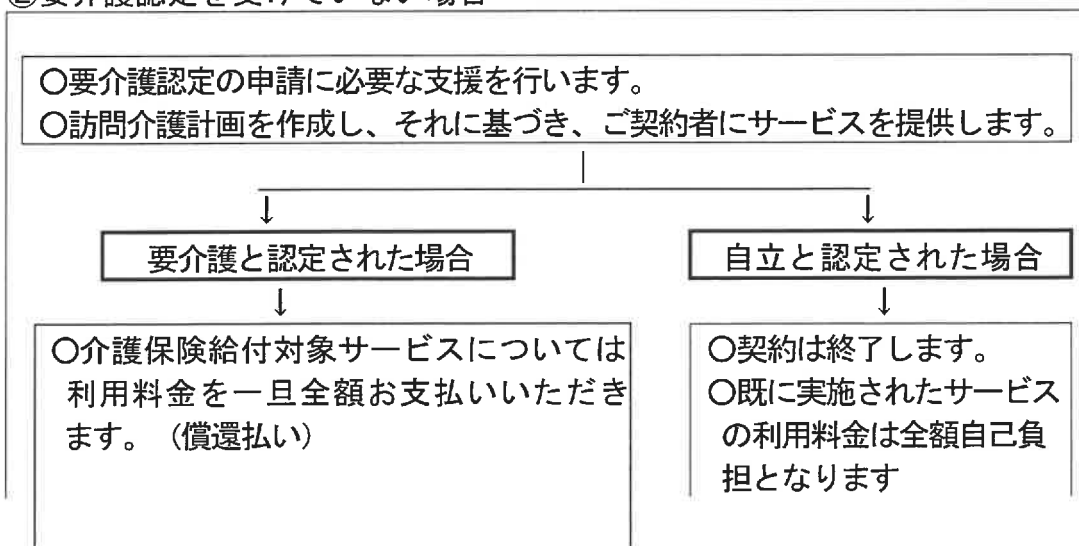 ②要介護認定を受けていない場合
〇要介護認定の申請に必要な支援を行います。
〇訪問介護計画を作成し、それに基づき、ご契約者にサービスを提供します。
↓
↓
要介護と認定された場合
自立と認定された場合
↓
↓
〇介護保険給付対象サービスについては
利用料金を一旦全額お支払いいただき
ます。（償還払い）
〇契約は終了します。
〇既に実施されたサービス
の利用料金は全額自己負
担となります